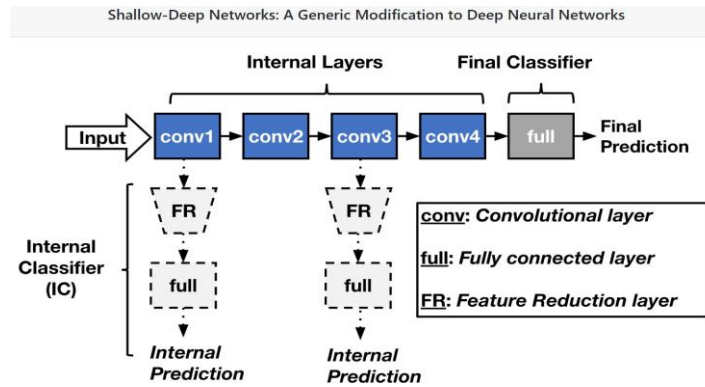 Shallow-Deep Networks: A Generic Modification to Deep Neural Networks
Internal Layers
Final Classifier
Input
conv1
conv2
conv3
conv4
full
Final
Prediction
FR
FR
Internal
Classifier
(IC)
full
full
Internal
Prediction
Internal
Prediction
conv: Convolutional layer
full: Fully connected layer
FR: Feature Reduction layer